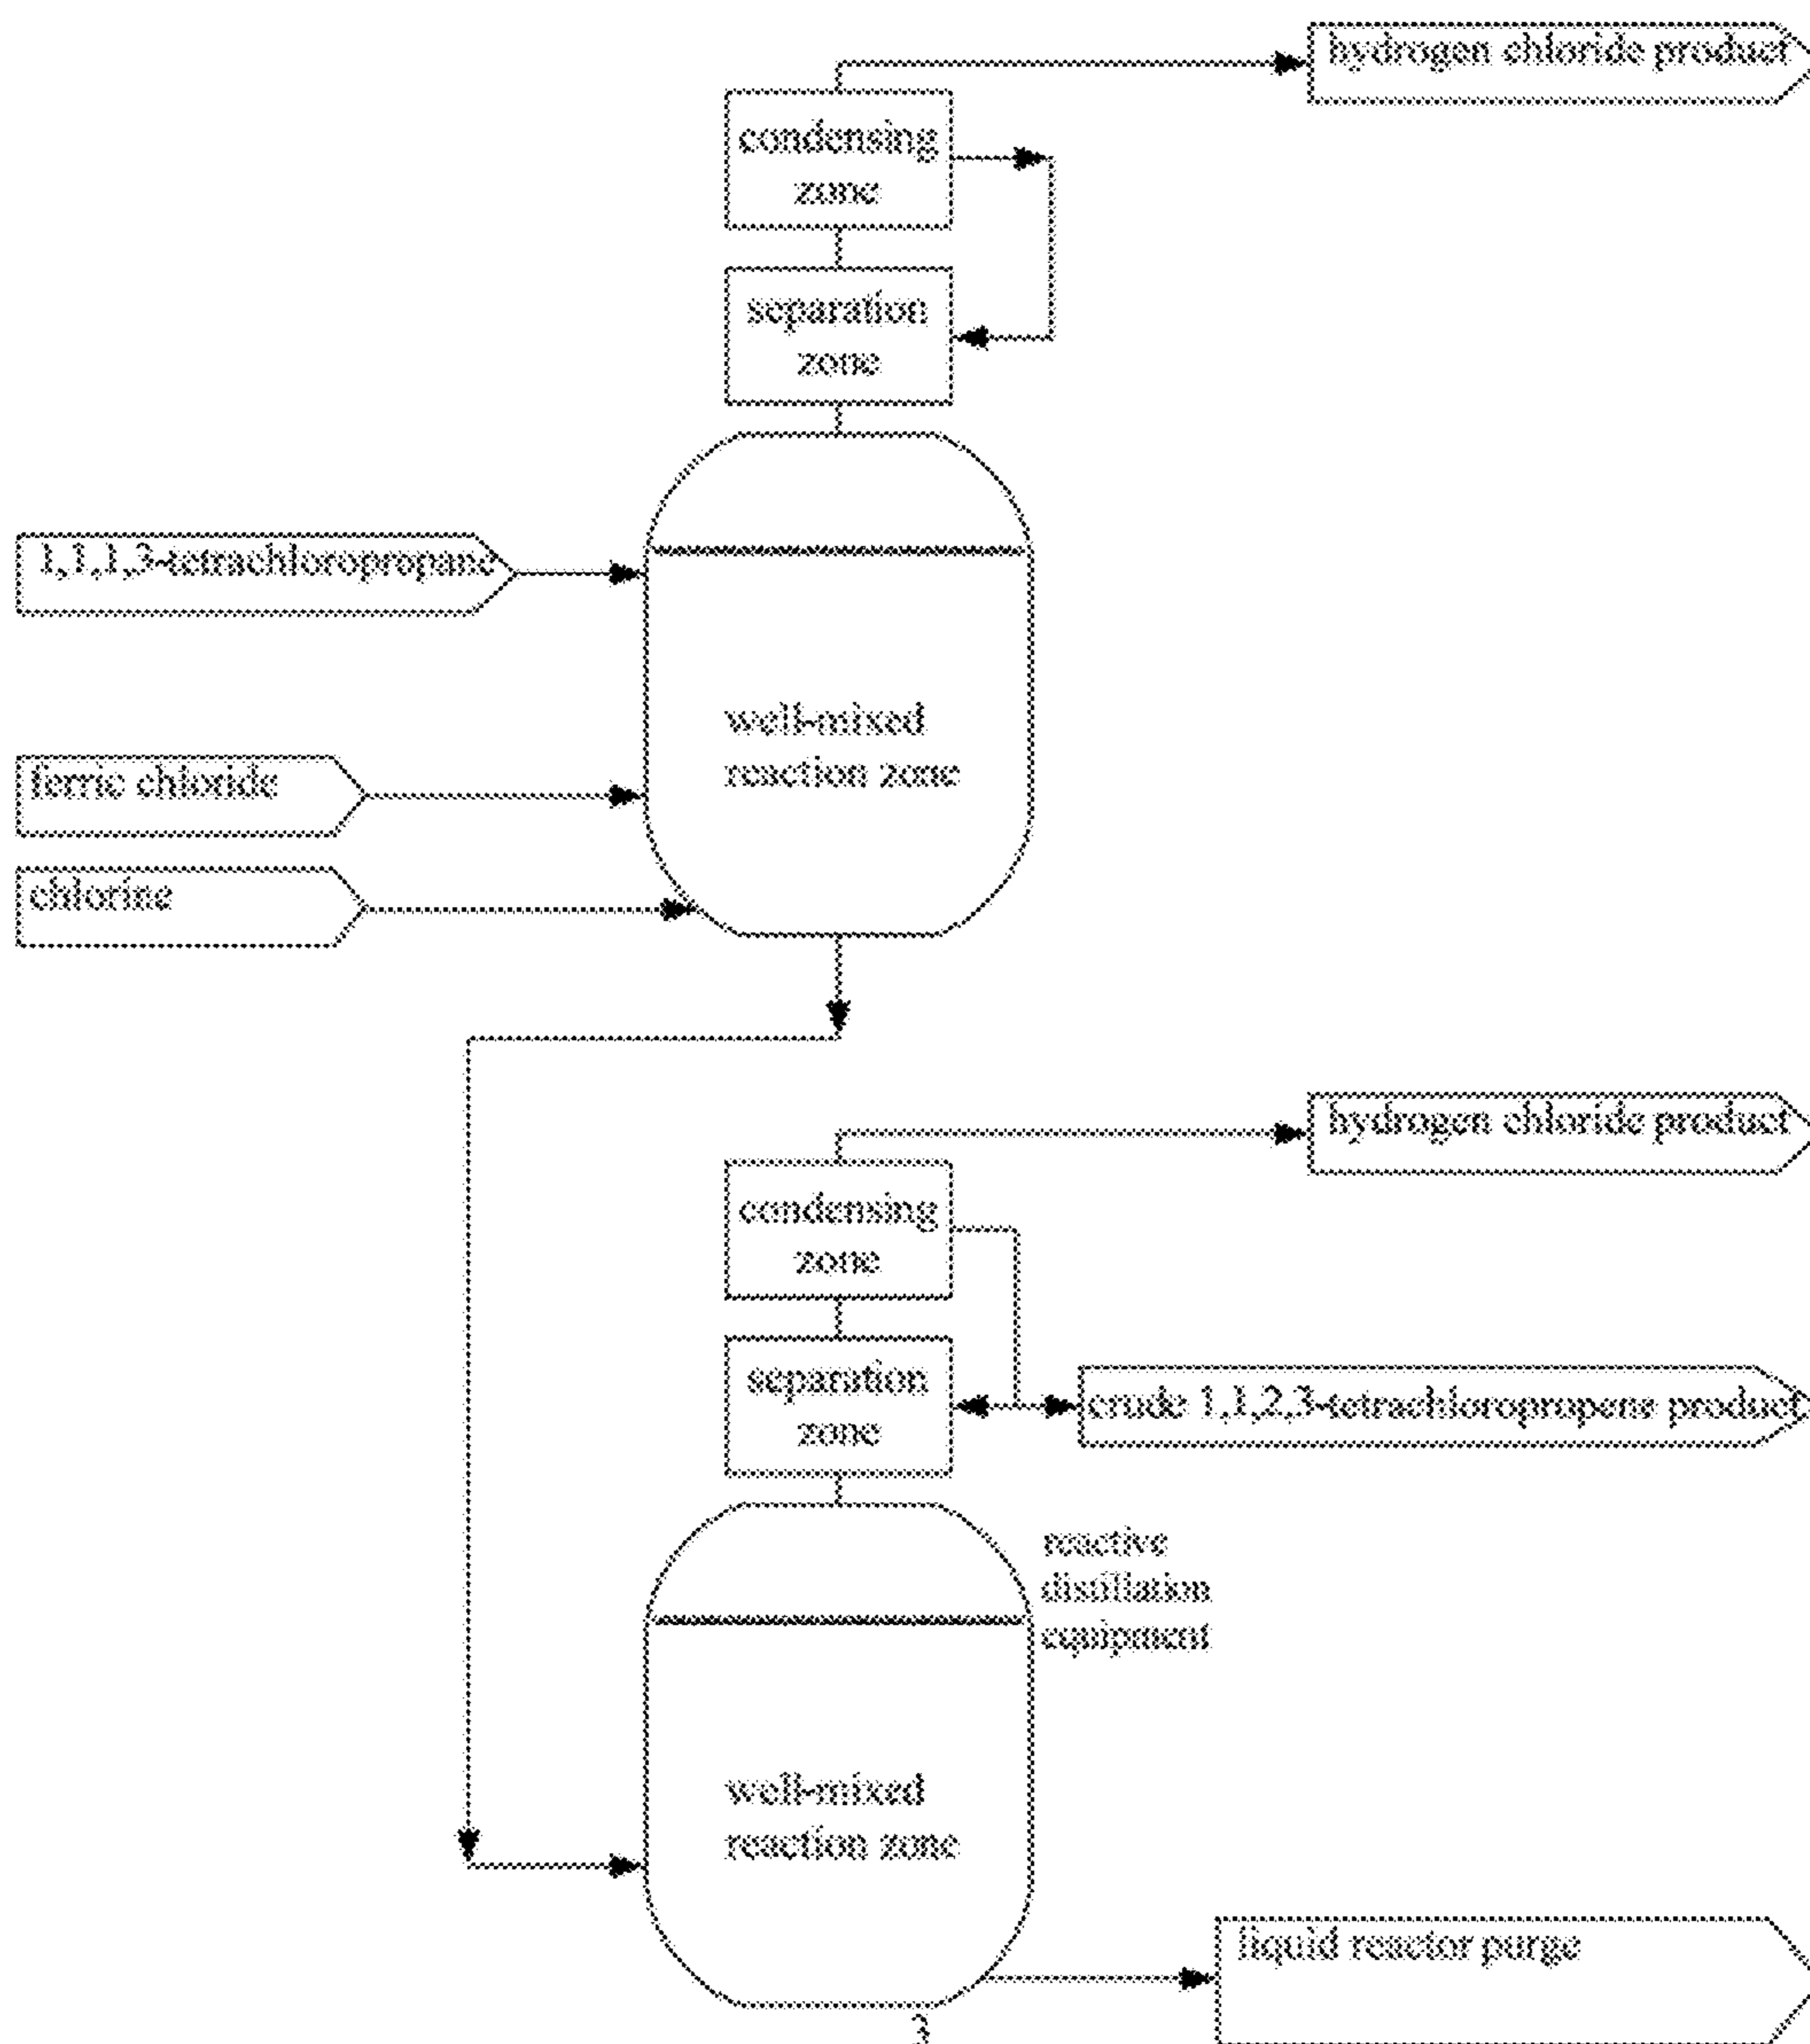 hydrogen chloride product
condensing
zone
separation
zone
1,1,1,3-tetrachloropropane
well-mixed
reaction zone
ferric chloride
chlorine
hydrogen chloride product
condensing
zone
separation
zone
crude 1,1,2,3-tetrachloropropene product
reactive
distillation
equipment
well-mixed
reaction zone
liquid reactor purge